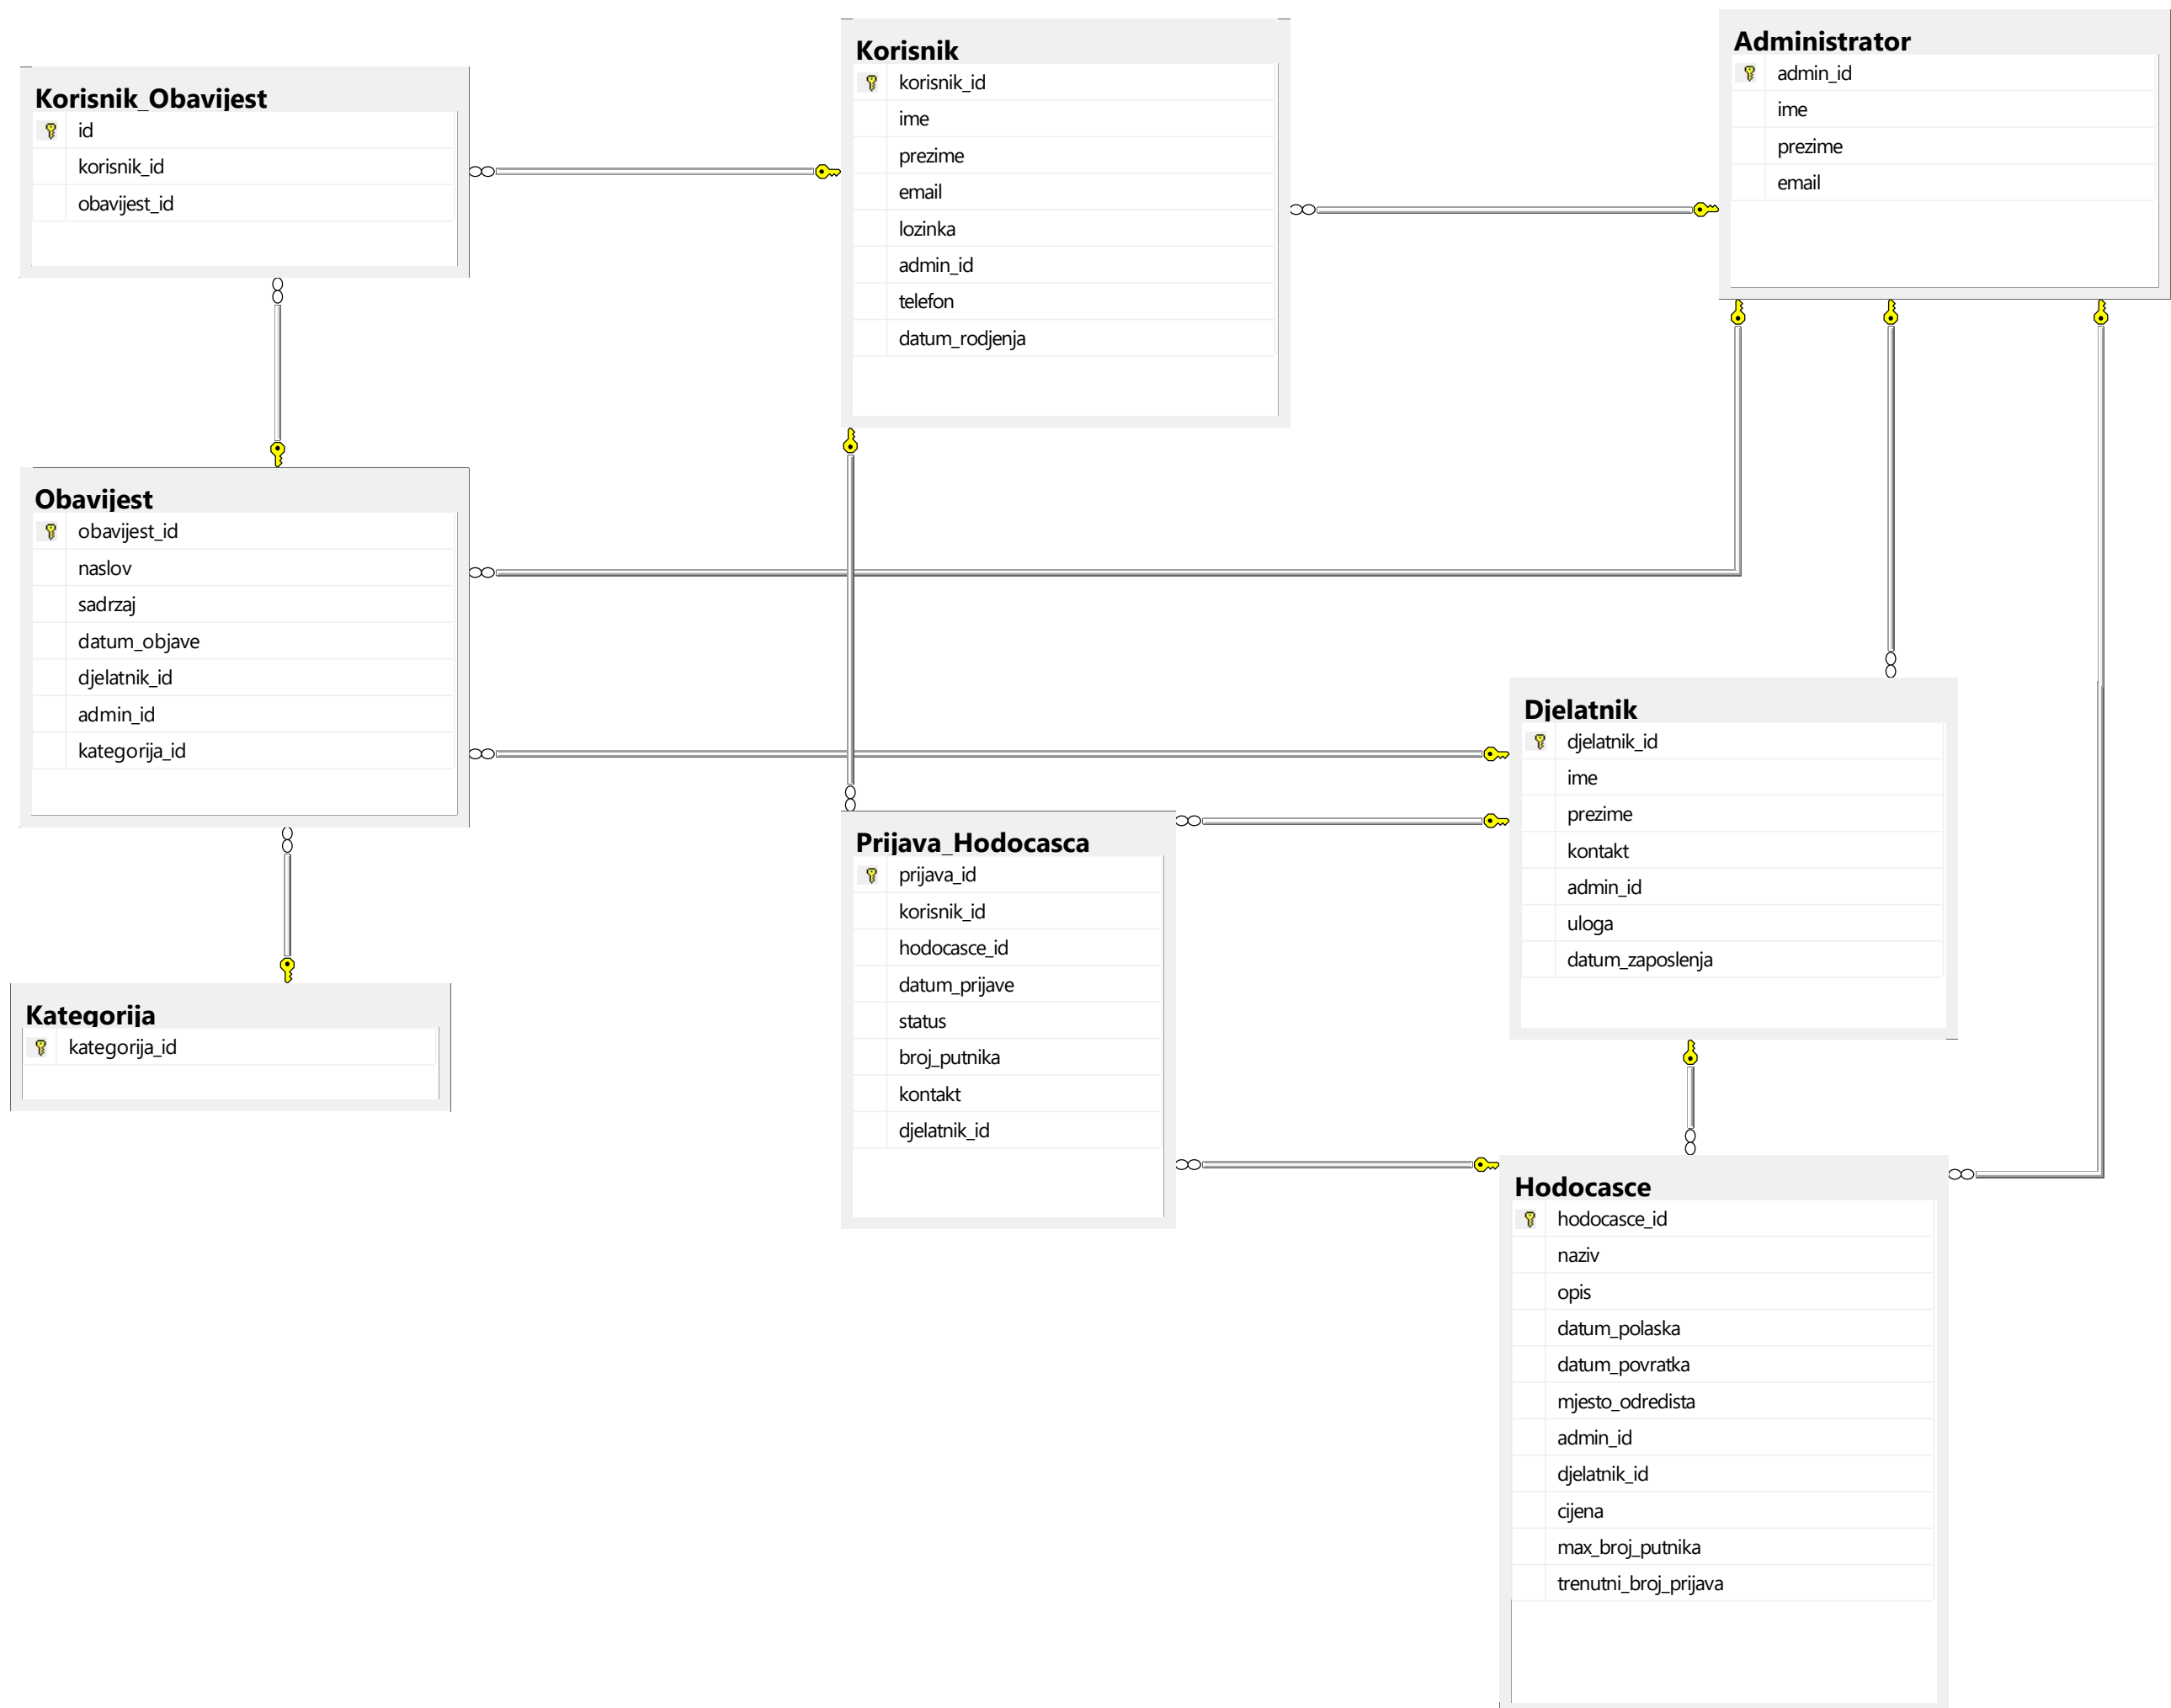 Korisnik_Obavijest
id
korisnik_id
obavijest_id
Korisnik
korisnik_id
ime
prezime
email
lozinka
admin_id
telefon
datum_rodjenja
Administrator
admin_id
ime
prezime
email
Obavijest
obavijest_id
naslov
sadrzaj
datum_objave
djelatnik_id
admin_id
kategorija_id
Djelatnik
djelatnik_id
ime
prezime
kontakt
admin_id
uloga
datum_zaposlenja
Prijava_Hodocasca
prijava_id
korisnik_id
hodocasce_id
datum_prijave
status
broj_putnika
kontakt
djelatnik_id
Kategorija
kategorija_id
Hodocasce
hodocasce_id
naziv
opis
datum_polaska
datum_povratka
mjesto_odredista
admin_id
djelatnik_id
cijena
max_broj_putnika
trenutni_broj_prijava